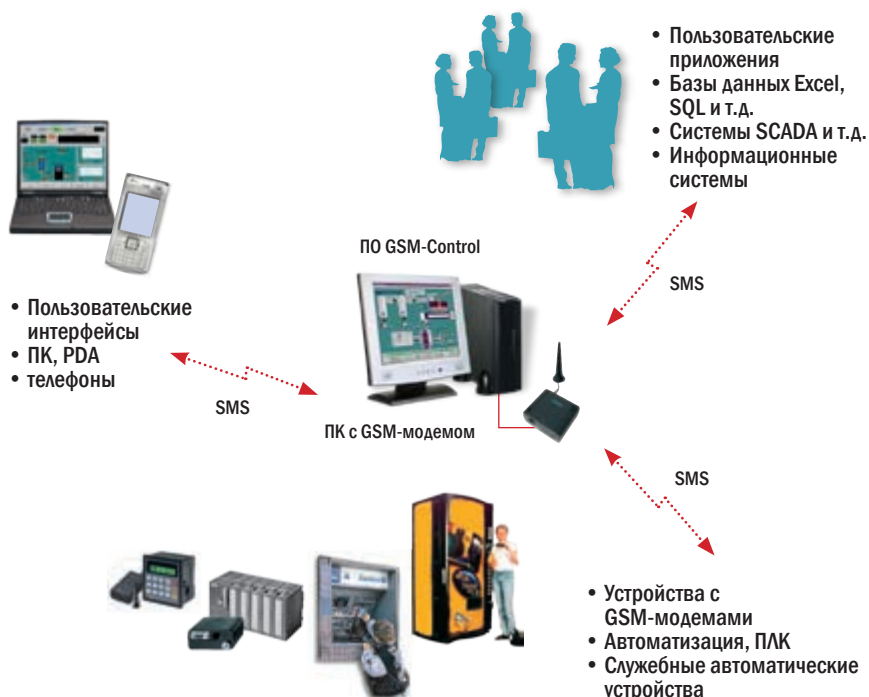 • Пользовательские
приложения
• Базы данных Excel,
SQL и т.д.
• Системы SCADA и т.д.
• Информационные
системы
ПО GSM-Control
SMS
• Пользовательские
интерфейсы
• ПК, PDA
• телефоны
SMS
ПК с GSM-модемом
SMS
• Устройства с
GSM-модемами
• Автоматизация, ПЛК
• Служебные автоматические
устройства